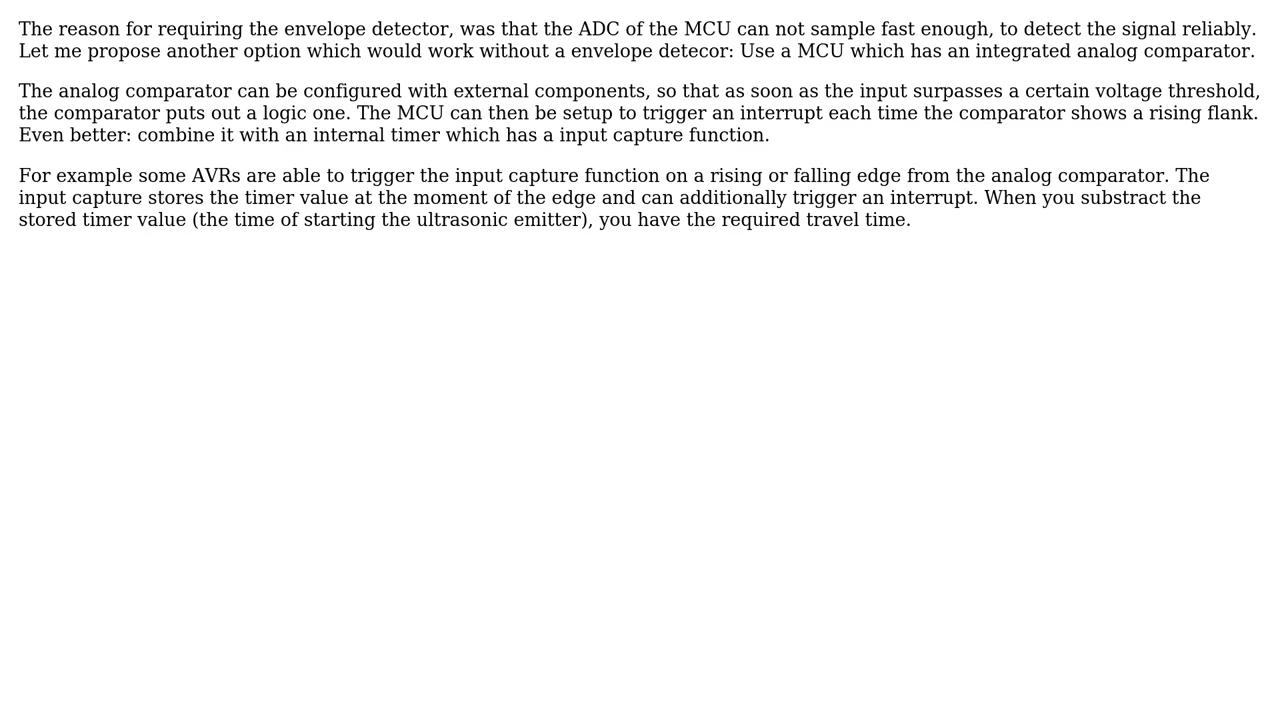 The reason for requiring the envelope detector, was that the ADC of the MCU can not sample fast enough, to detect the signal reliably.
Let me propose another option which would work without a envelope detecor: Use a MCU which has an integrated analog comparator.
The analog comparator can be configured with external components, so that as soon as the input surpasses a certain voltage threshold,
the comparator puts out a logic one. The MCU can then be setup to trigger an interrupt each time the comparator shows a rising flank.
Even better: combine it with an internal timer which has a input capture function.
For example some AVRs are able to trigger the input capture function on a rising or falling edge from the analog comparator. The
input capture stores the timer value at the moment of the edge and can additionally trigger an interrupt. When you substract the
stored timer value (the time of starting the ultrasonic emitter), you have the required travel time.